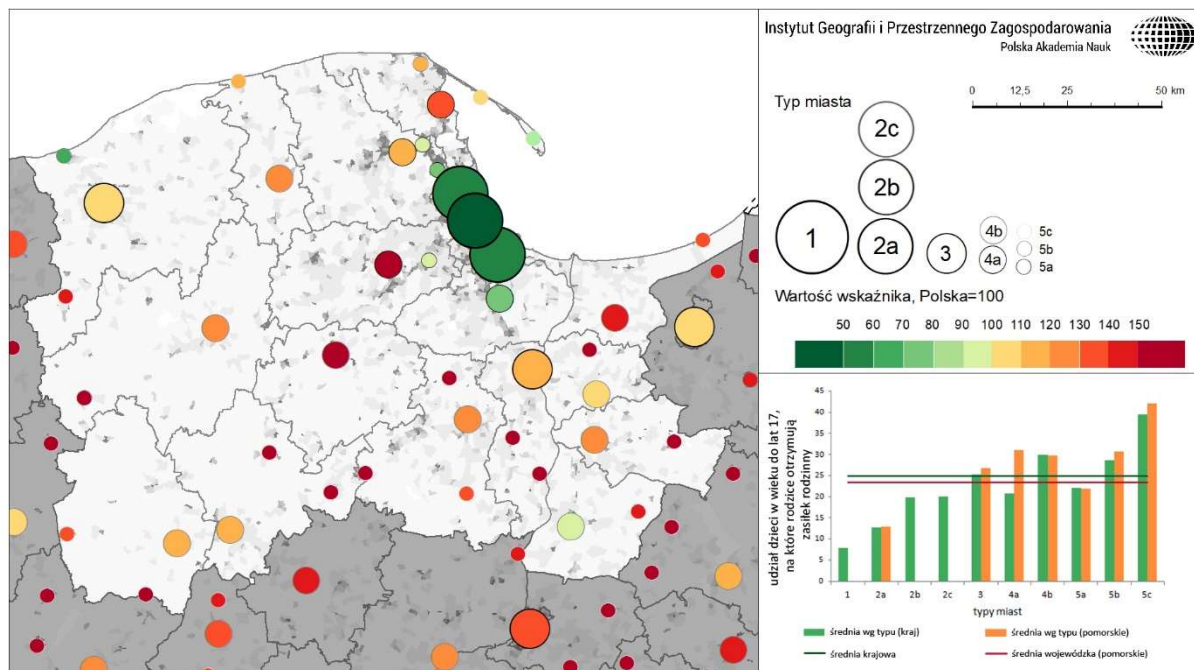 Instytut Geografii i Przestrzennego Zagospodarowania
Polska Akademia Nauk
0 12,5 25 50 km
Typ miasta
2c
2b
1
2a
3
4b
4a
5c
5b
5a
Wartość wskaźnika, Polska=100
50 60 70 80 90 100 110 120 130 140 150
udział dzieci w wieku do lat 17,
na które rodzice otrzymują
zasiłek rodzinny
45
40
35
30
25
20
15
10
5
0
1 2a 2b 2c 3 4a 4b 5a 5b 5c
typy miast
średnia wg typu (kraj)
średnia wg typu (pomorskie)
średnia krajowa
średnia wojewódzka (pomorskie)